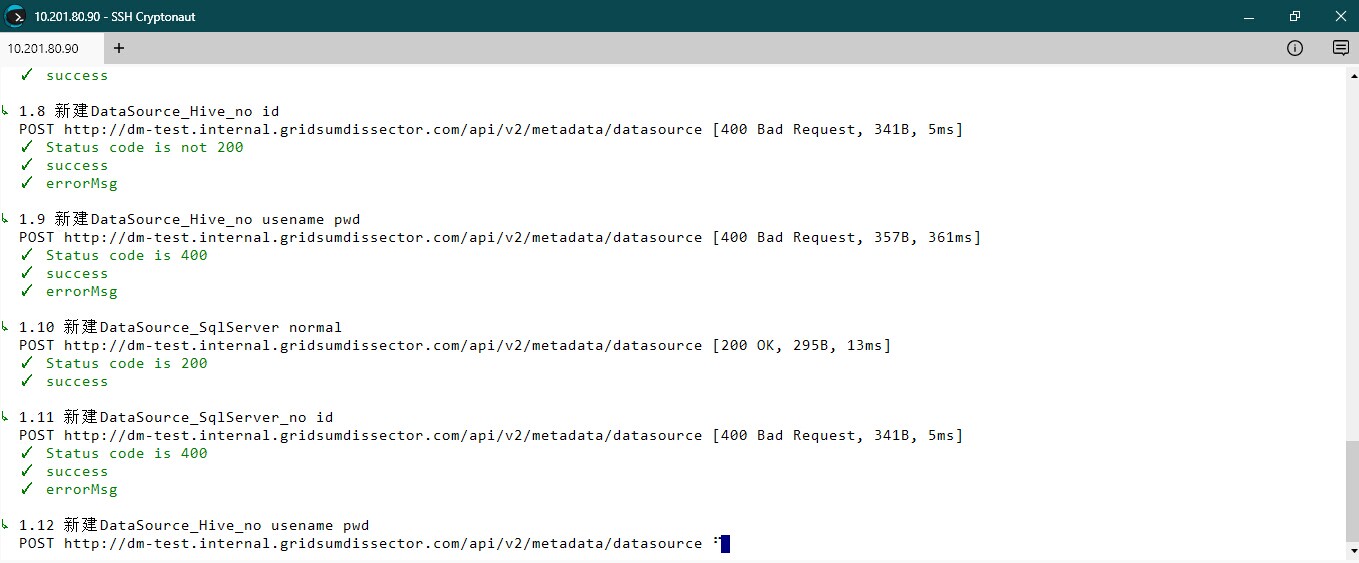 10.201.80.90 - SSH Cryptonaut
10.201.80.90
✓ success
↳ 1.8 新建DataSource_Hive_no id
POST http://dm-test.internal.gridsumdissector.com/api/v2/metadata/datasource [400 Bad Request, 341B, 5ms]
✓ Status code is not 200
✓ success
✓ errorMsg
↳ 1.9 新建DataSource_Hive_no usename pwd
POST http://dm-test.internal.gridsumdissector.com/api/v2/metadata/datasource [400 Bad Request, 357B, 361ms]
✓ Status code is 400
✓ success
✓ errorMsg
↳ 1.10 新建DataSource_SqlServer normal
POST http://dm-test.internal.gridsumdissector.com/api/v2/metadata/datasource [200 OK, 295B, 13ms]
✓ Status code is 200
✓ success
↳ 1.11 新建DataSource_SqlServer_no id
POST http://dm-test.internal.gridsumdissector.com/api/v2/metadata/datasource [400 Bad Request, 341B, 5ms]
✓ Status code is 400
✓ success
✓ errorMsg
↳ 1.12 新建DataSource_Hive_no usename pwd
POST http://dm-test.internal.gridsumdissector.com/api/v2/metadata/datasource